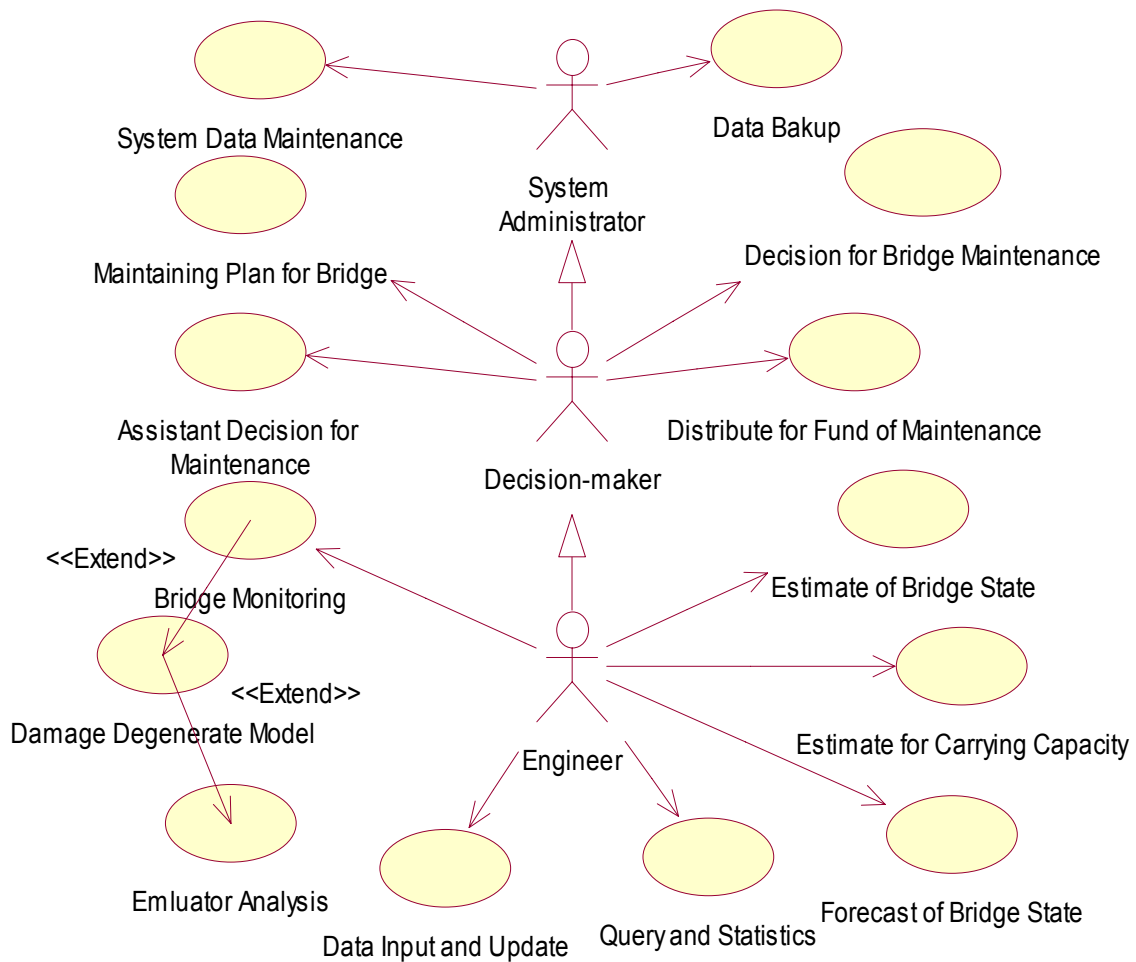 System Data Maintenance
Data Bakup
System
Administrator
Maintaining Plan for Bridge
Decision for Bridge Maintenance
Assistant Decision for
Maintenance
Distribute for Fund of Maintenance
Decision-maker
<<Extend>>
Bridge Monitoring
Estimate of Bridge State
<<Extend>>
Damage Degenerate Model
Engineer
Estimate for Carrying Capacity
Emluator Analysis
Data Input and Update
Query and Statistics
Forecast of Bridge State